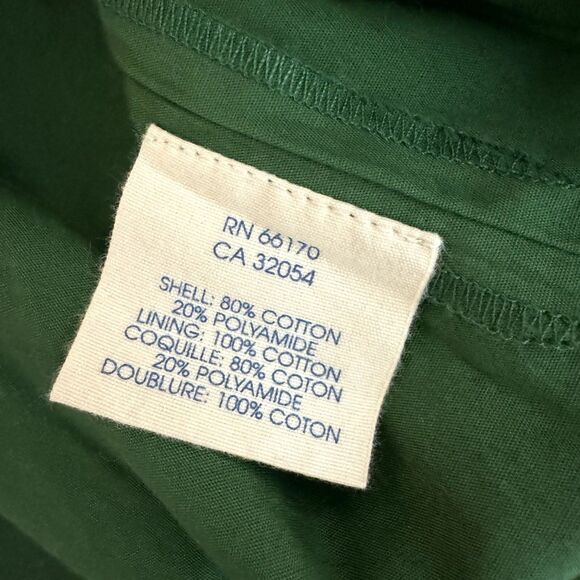 RN 66170
CA 32054
SHELL: 80% COTTON
20% POLYAMIDE
LINING: 100% COTTON
COQUILLE: 80% COTON
20% POLYAMIDE
DOUBLURE: 100% COTON